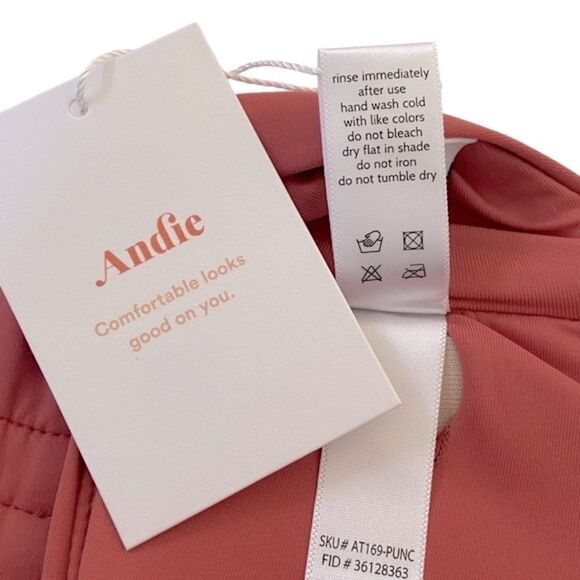 Andie
Comfortable looks
good on you.
rinse immediately
after use
hand wash cold
with like colors
do not bleach
dry flat in shade
do not iron
do not tumble dry
SKU# AT169-PUNC
FID # 36128363